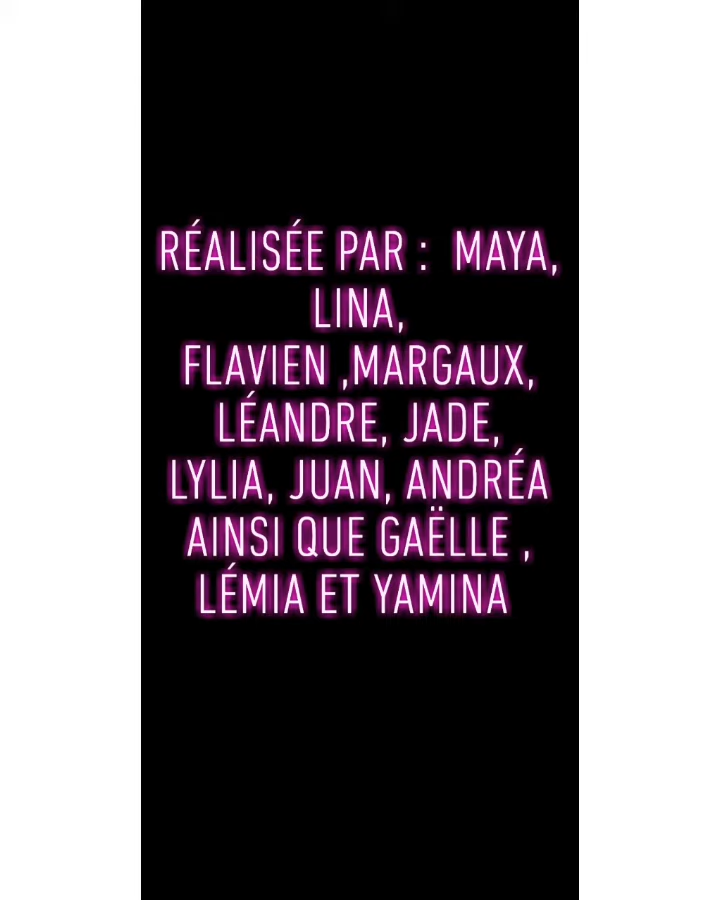 RÉALISÉE PAR :  MAYA,
LINA,
FLAVIEN ,MARGAUX,
LÉANDRE, JADE,
LYLIA, JUAN, ANDRÉA
AINSI QUE GAËLLE ,
LÉMIA ET YAMINA